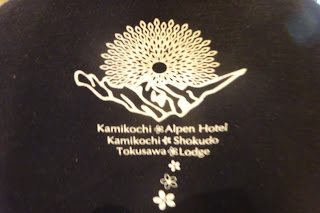 Kamikochi Alpen Hotel
Kamikochi Shokudo
Tokusawa Lodge